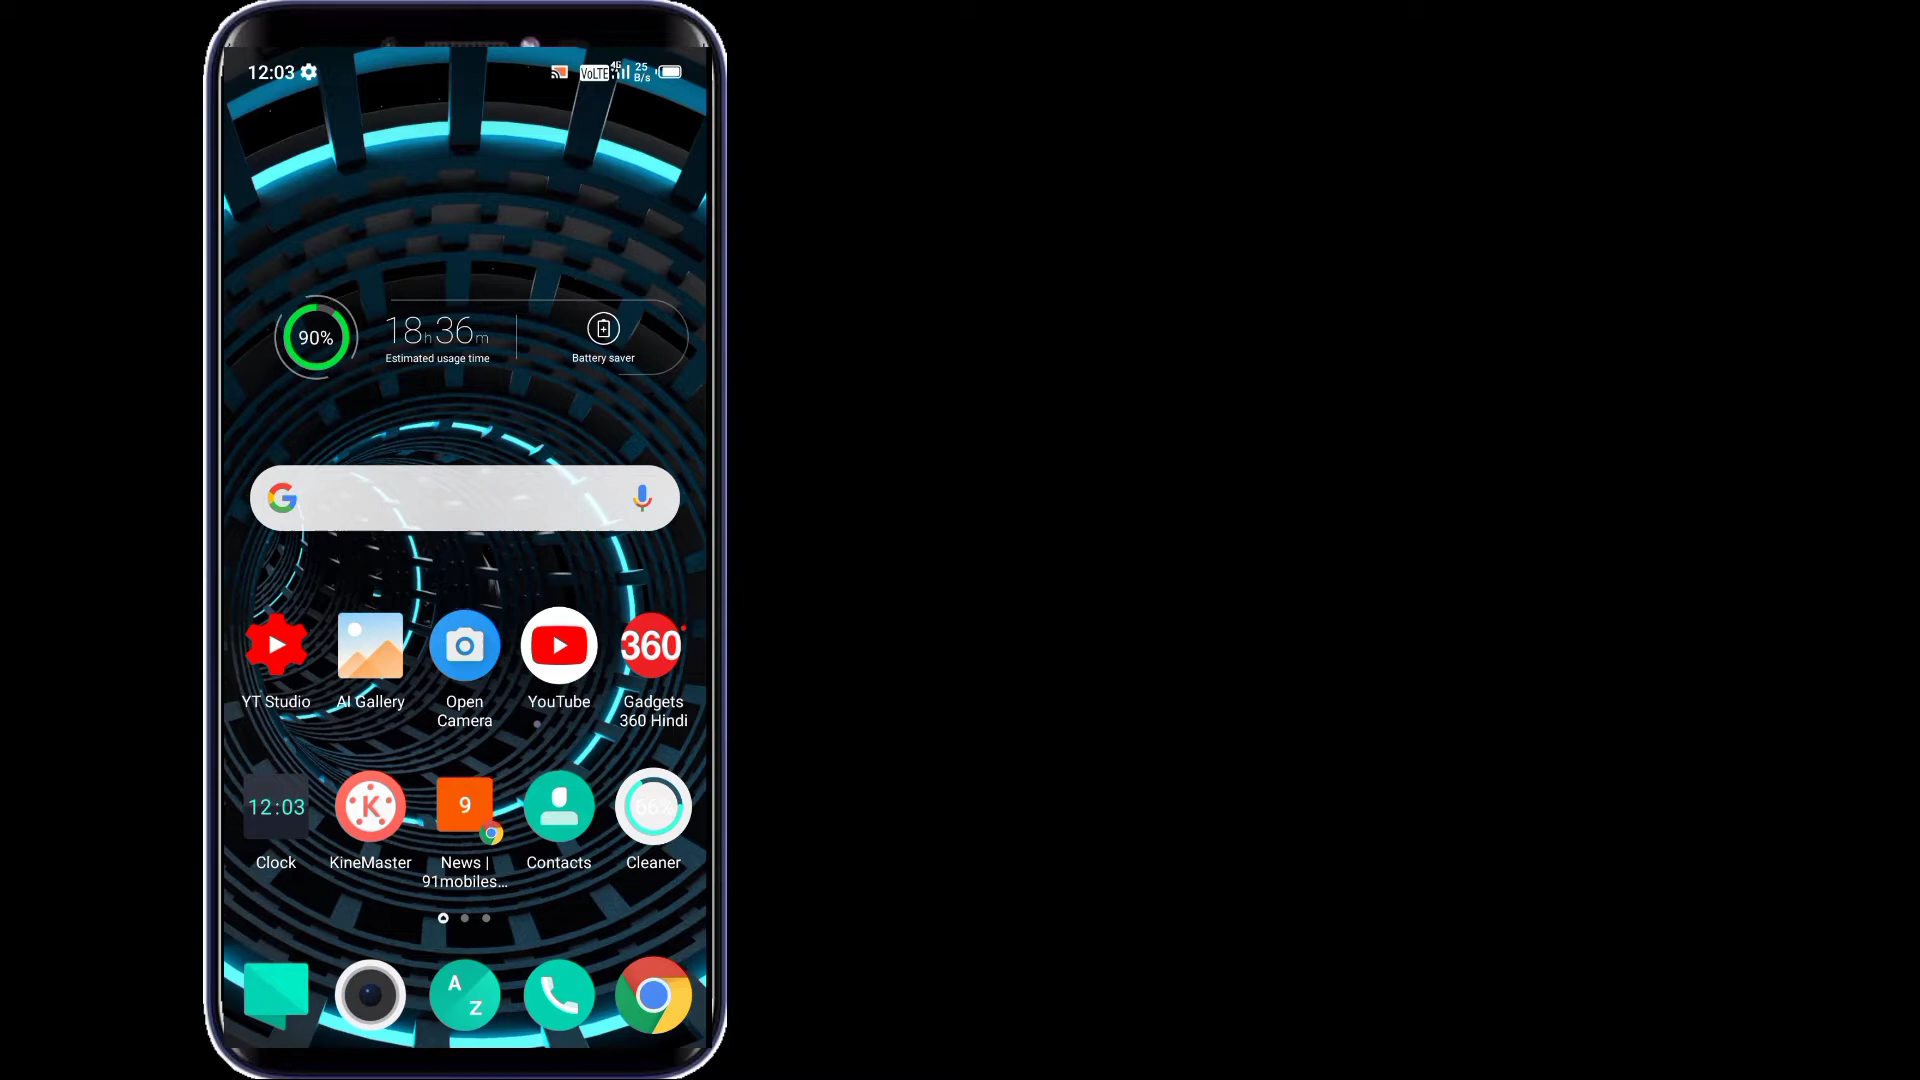 12:03 VoLTE 4G 25 B/s
90% 18h36m
Estimated usage time Battery saver
G
360
YT Studio AI Gallery Open Camera YouTube Gadgets 360 Hindi
12:03 K 9 66%
Clock KineMaster News | 91mobiles... Contacts Cleaner
A Z